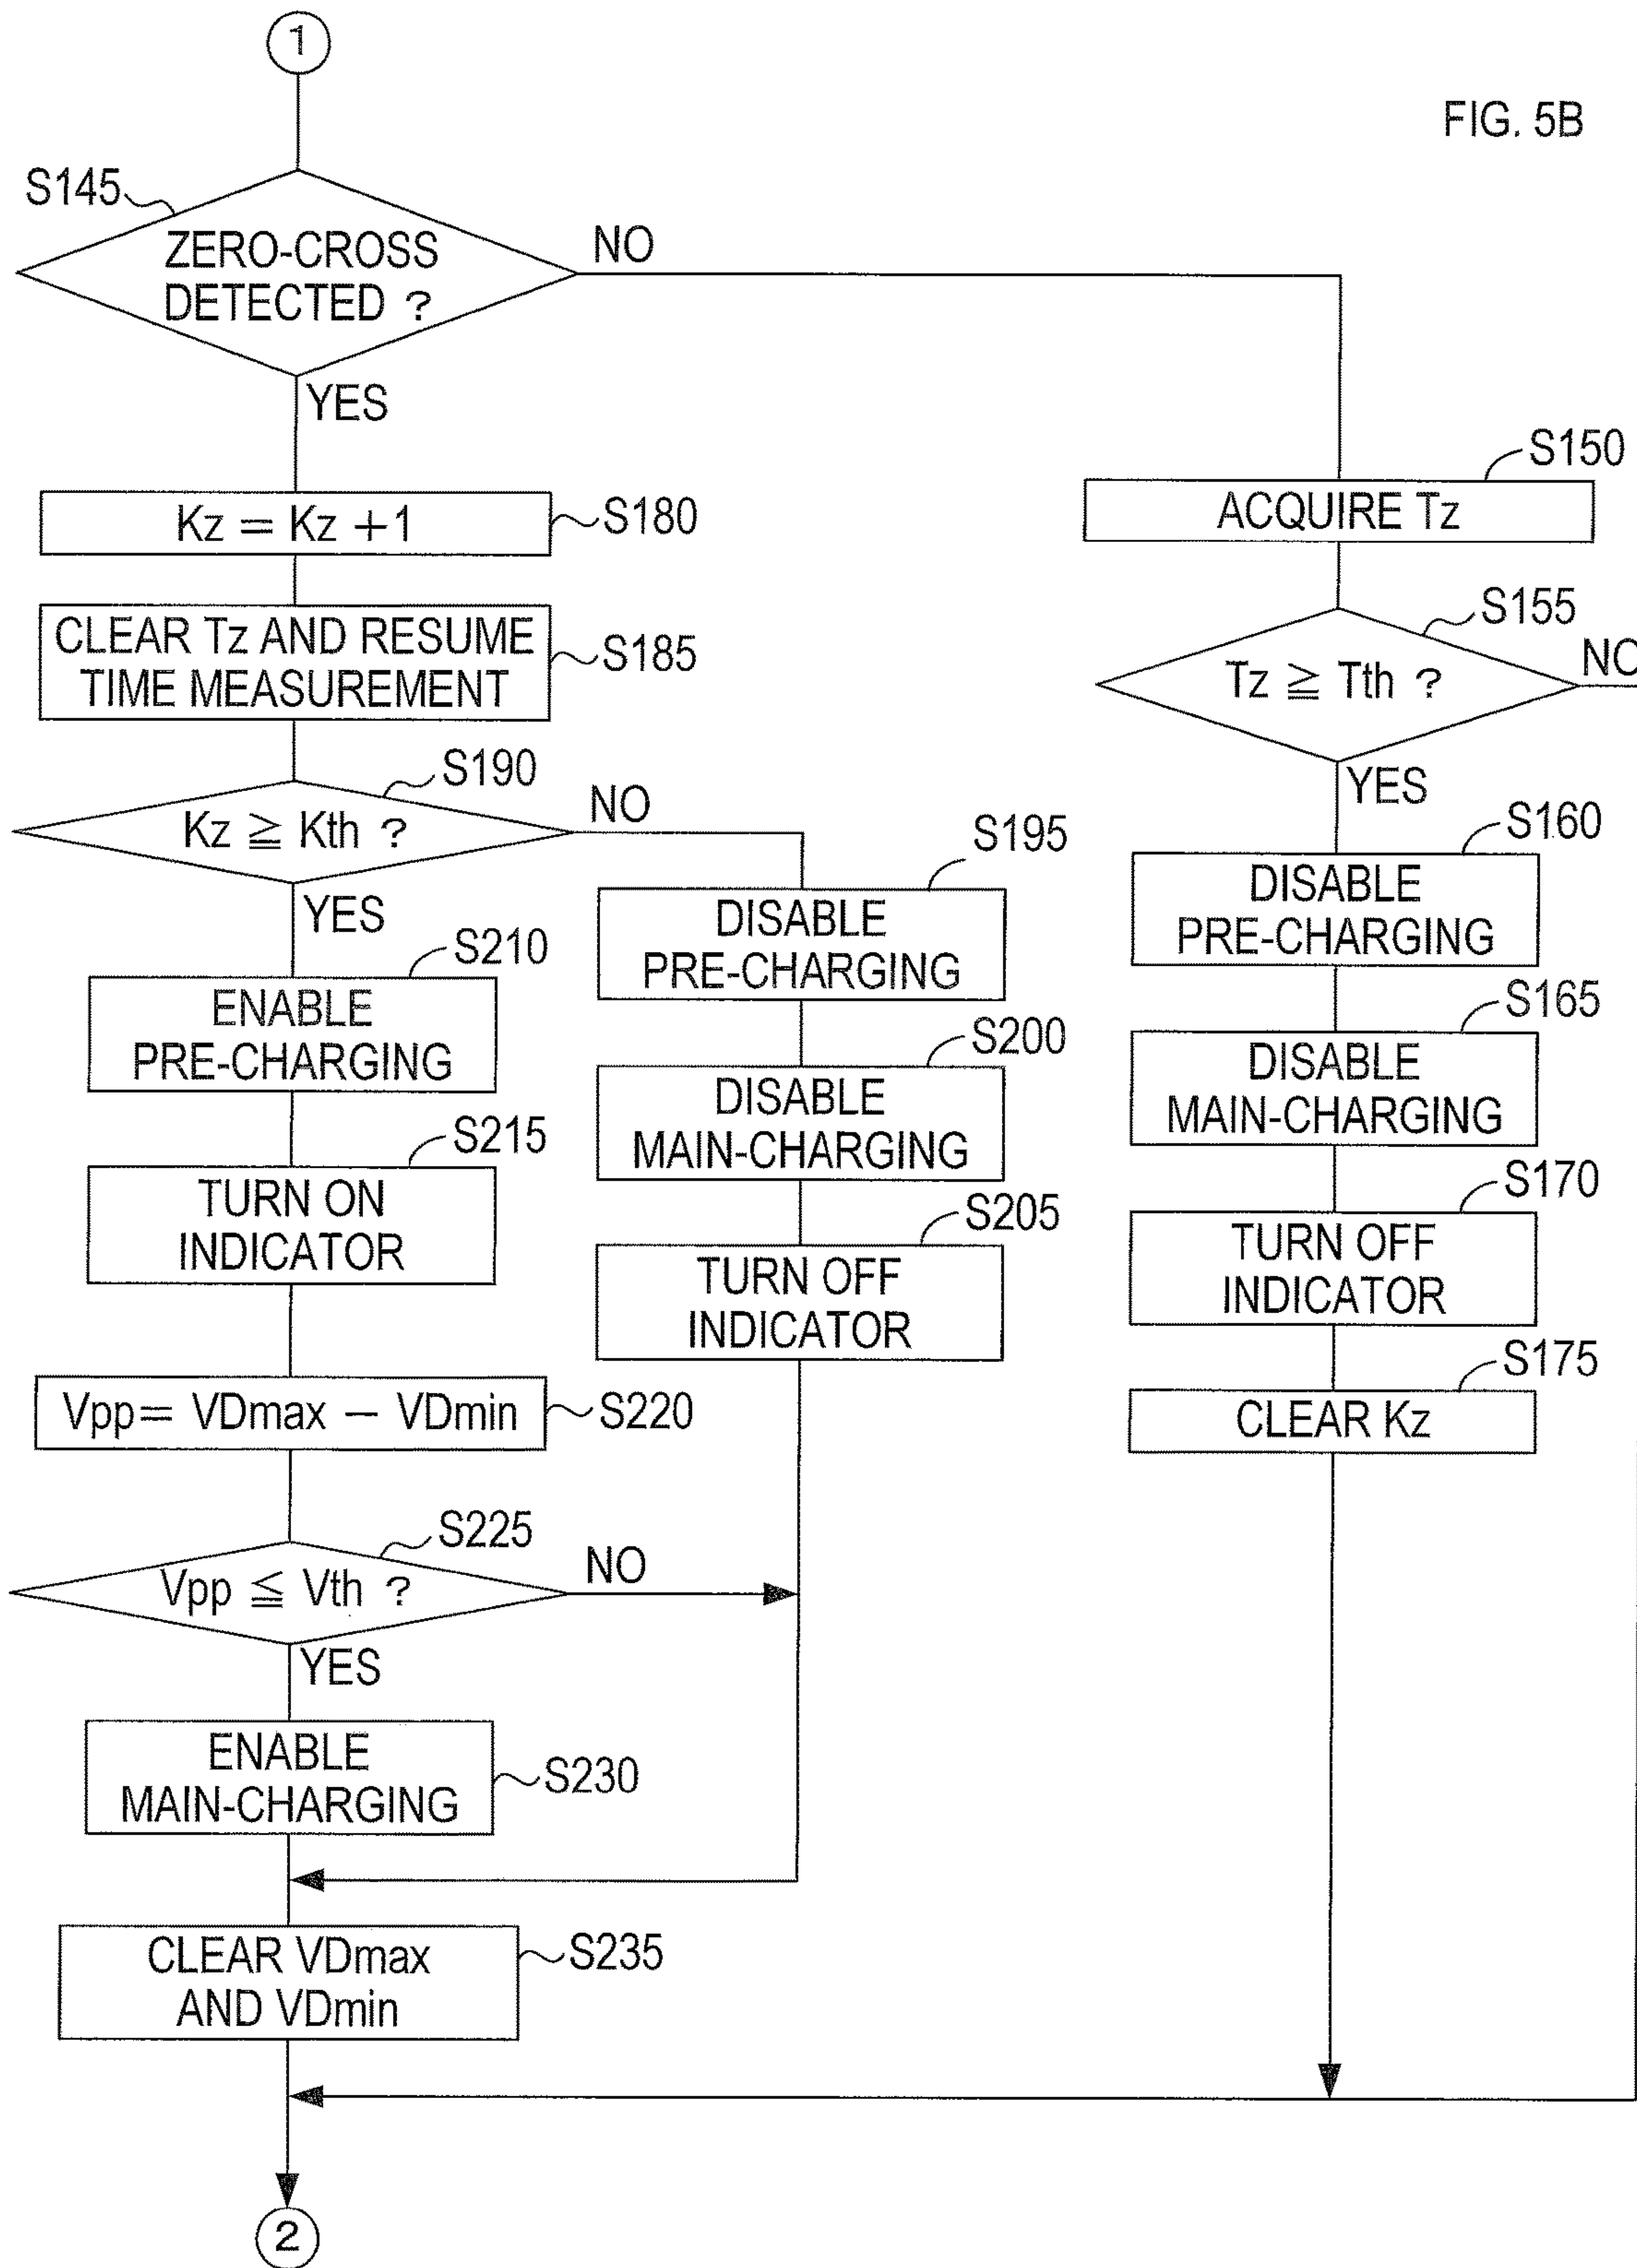 1
FIG. 5B
S145
ZERO-CROSS
DETECTED ?
NO
YES
S150
ACQUIRE Tz
Kz = Kz +1
S180
S155
Tz ≧ Tth ?
NO
YES
CLEAR Tz AND RESUME
TIME MEASUREMENT
S185
S190
Kz ≧ Kth ?
NO
YES
S195
DISABLE
PRE-CHARGING
S160
DISABLE
PRE-CHARGING
S210
ENABLE
PRE-CHARGING
S200
DISABLE
MAIN-CHARGING
S165
DISABLE
MAIN-CHARGING
S215
TURN ON
INDICATOR
S205
TURN OFF
INDICATOR
S170
TURN OFF
INDICATOR
S175
CLEAR Kz
Vpp= VDmax − VDmin
S220
S225
Vpp ≦ Vth ?
NO
YES
ENABLE
MAIN-CHARGING
S230
CLEAR VDmax
AND VDmin
S235
2